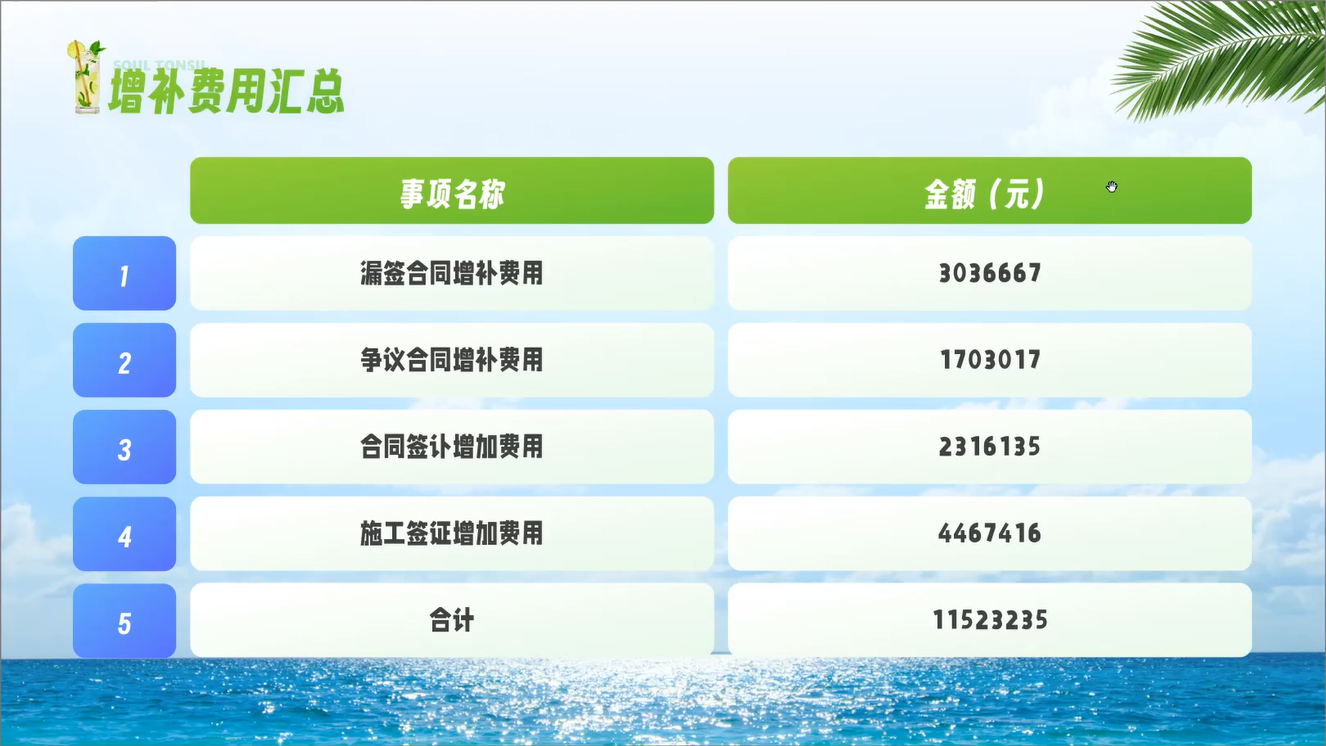 SOUL TONSIL
增补费用汇总
事项名称 金额（元）
1 漏签合同增补费用 3036667
2 争议合同增补费用 1703017
3 合同签讣增加费用 2316135
4 施工签证增加费用 4467416
5 合计 11523235